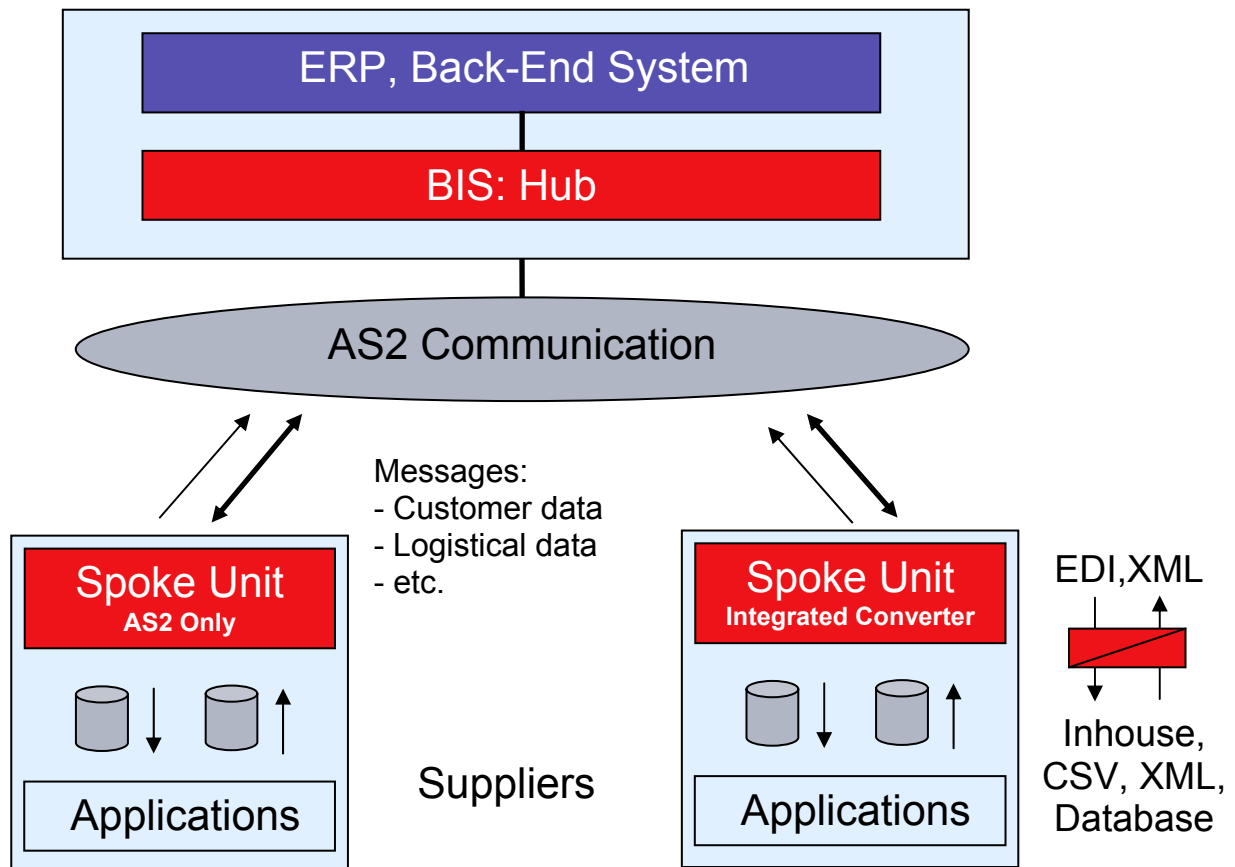 ERP, Back-End System
BIS: Hub
AS2 Communication
Messages:
- Customer data
- Logistical data
- etc.
Spoke Unit
AS2 Only
Applications
Suppliers
Spoke Unit
Integrated Converter
Applications
EDI,XML
Inhouse,
CSV, XML,
Database